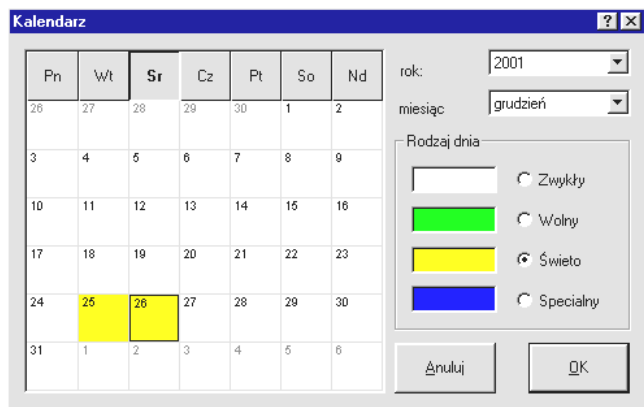 Kalendarz
Pn Wt Sr Cz Pt So Nd
26 27 28 29 30 1 2
3 4 5 6 7 8 9
10 11 12 13 14 15 16
17 18 19 20 21 22 23
24 25 26 27 28 29 30
31 1 2 3 4 5 6
rok: 2001
miesiąc grudzień
Rodzaj dnia
Zwykły
Wolny
Świeto
Specialny
Anuluj OK